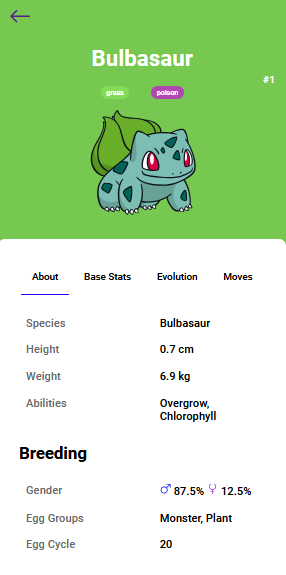 Bulbasaur
#1
grass poison
About Base Stats Evolution Moves
Species Bulbasaur
Height 0.7 cm
Weight 6.9 kg
Abilities Overgrow,
Chlorophyll
Breeding
Gender ♂ 87.5% ♀ 12.5%
Egg Groups Monster, Plant
Egg Cycle 20